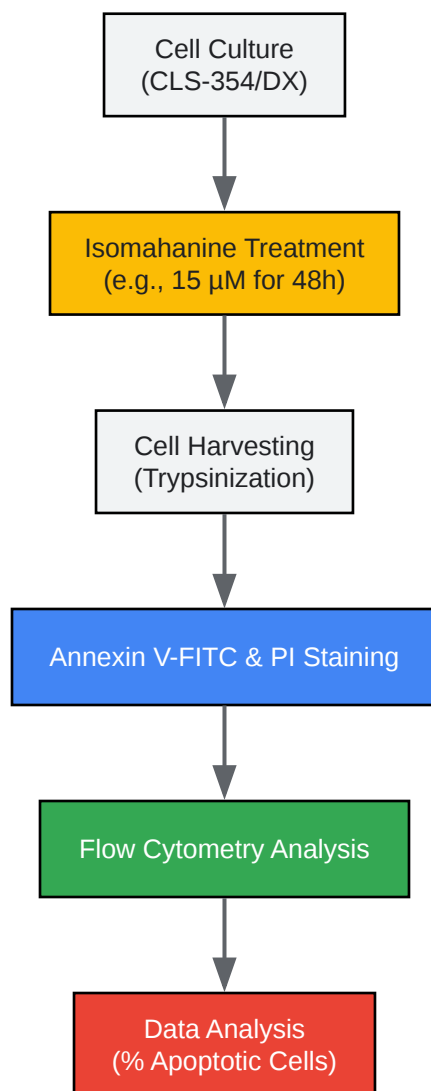 Cell Culture
(CLS-354/DX)
Isomahanine Treatment
(e.g., 15 µM for 48h)
Cell Harvesting
(Trypsinization)
Annexin V-FITC & PI Staining
Flow Cytometry Analysis
Data Analysis
(% Apoptotic Cells)